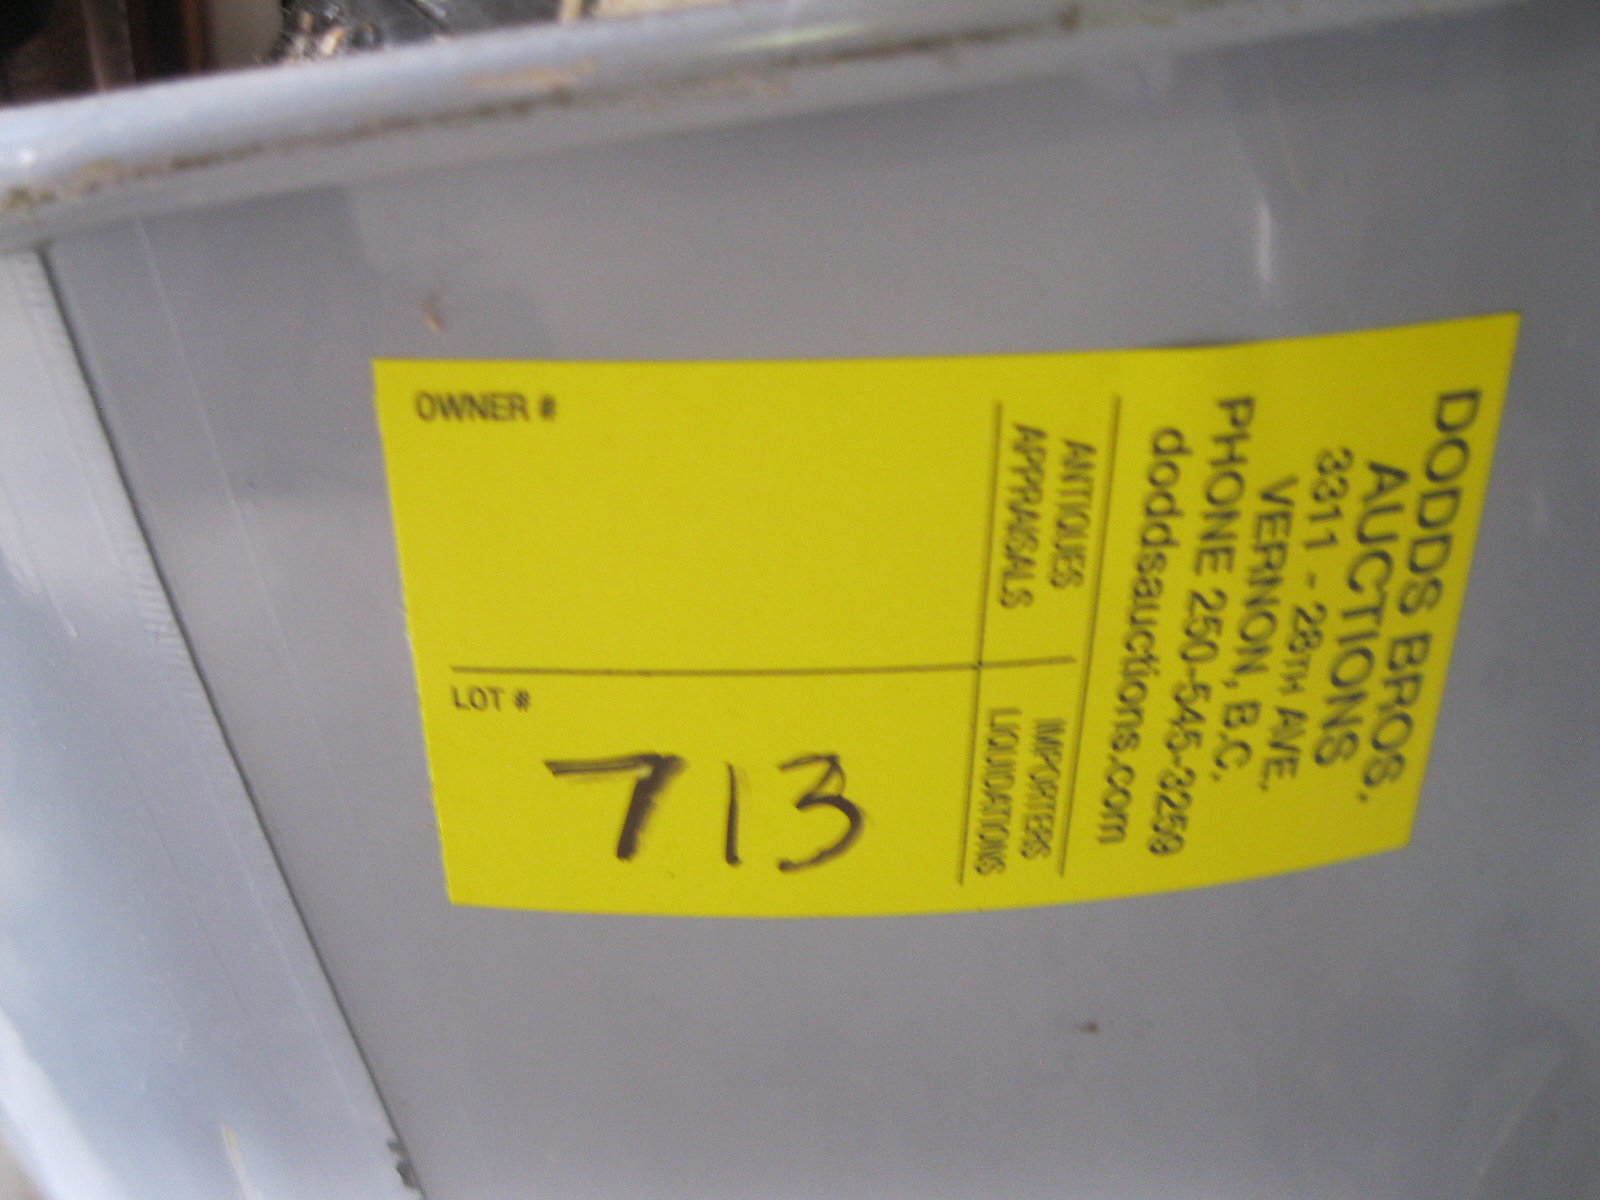 DODDS BROS.
AUCTIONS
3311 - 28TH AVE.
VERNON, B.C.
PHONE 250-545-3259
doddsauctions.com
ANTIQUES IMPORTERS
APPRAISALS LIQUIDATIONS
OWNER #
LOT #
713